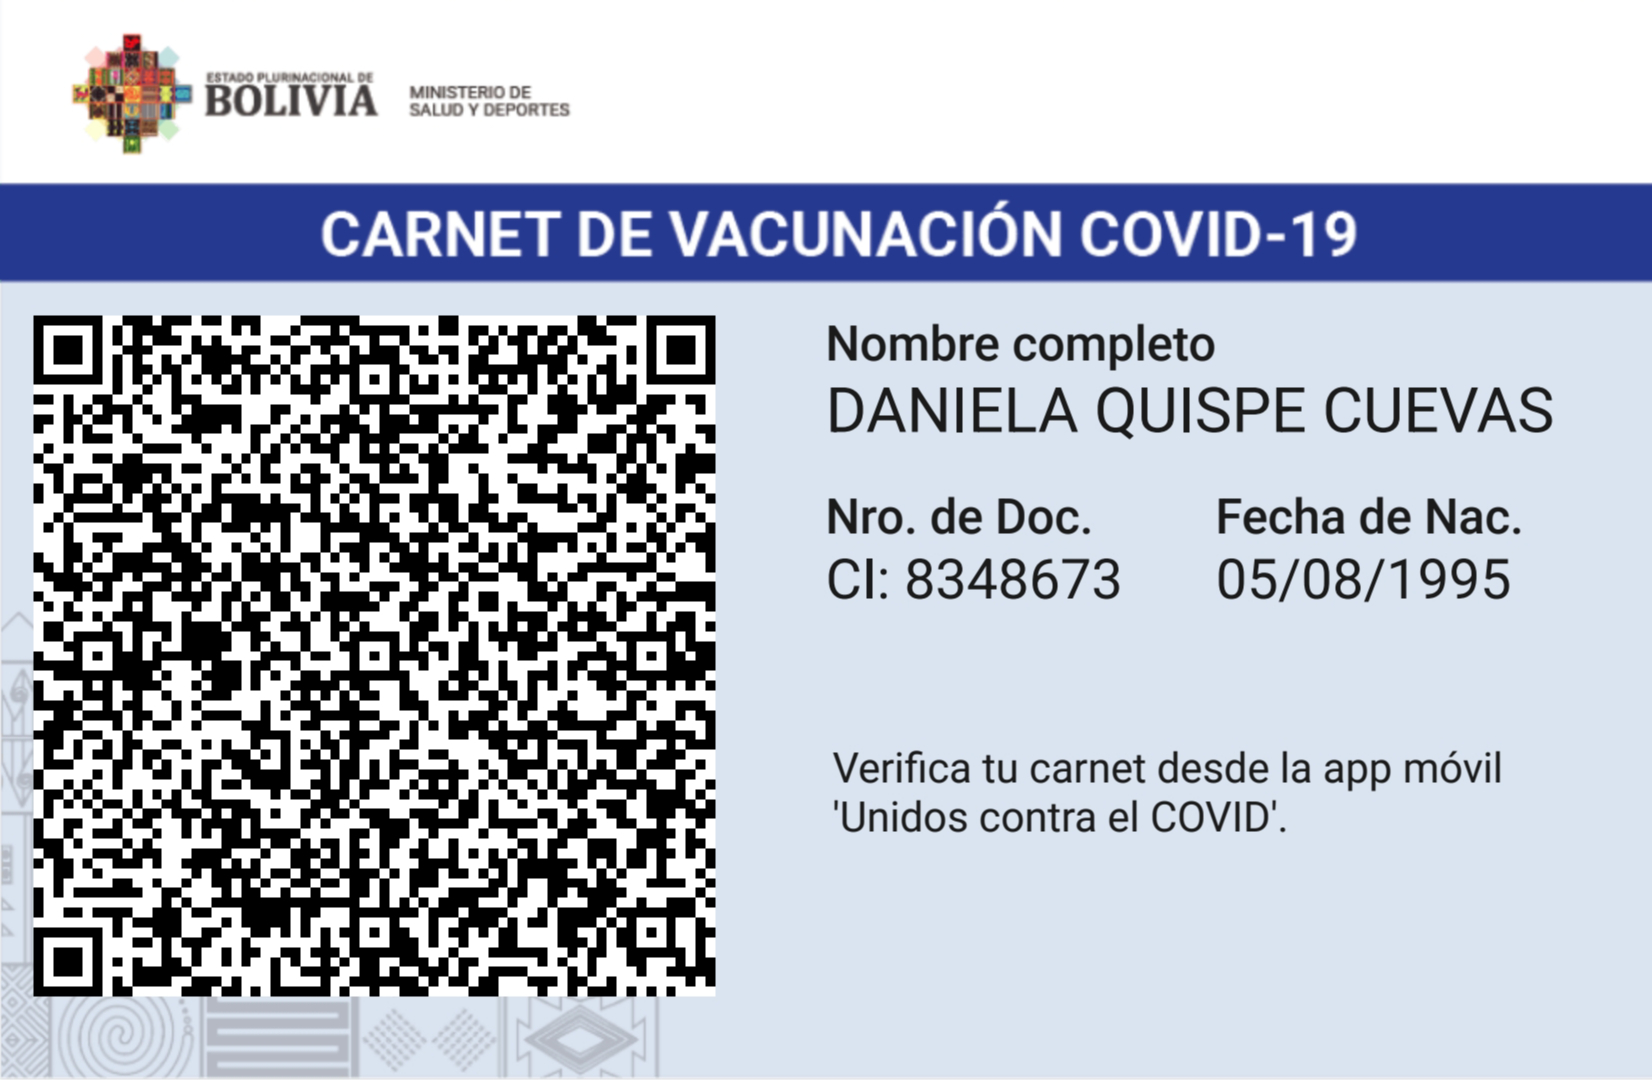 ESTADO PLURINACIONAL DE
BOLIVIA
MINISTERIO DE
SALUD Y DEPORTES
CARNET DE VACUNACIÓN COVID-19
Nombre completo
DANIELA QUISPE CUEVAS
Nro. de Doc. Fecha de Nac.
CI: 8348673 05/08/1995
Verifica tu carnet desde la app móvil
'Unidos contra el COVID'.